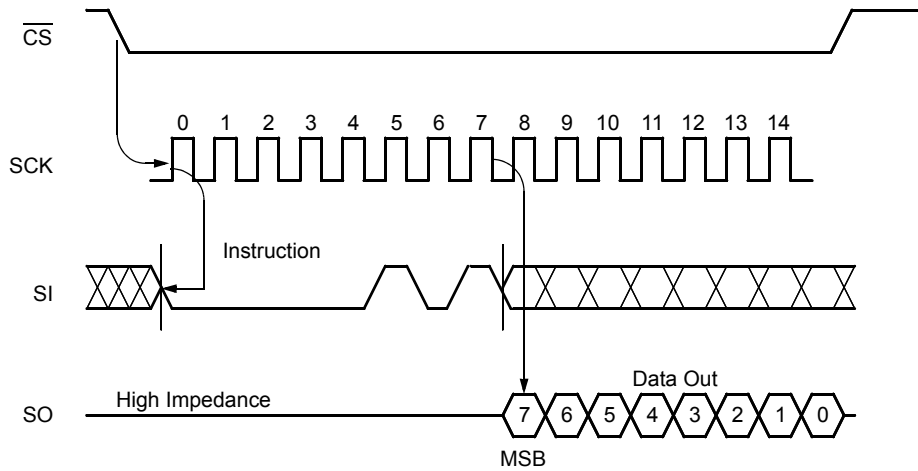 CS
0 1 2 3 4 5 6 7 8 9 10 11 12 13 14
SCK
Instruction
SI
Data Out
High Impedance
SO
7 6 5 4 3 2 1 0
MSB